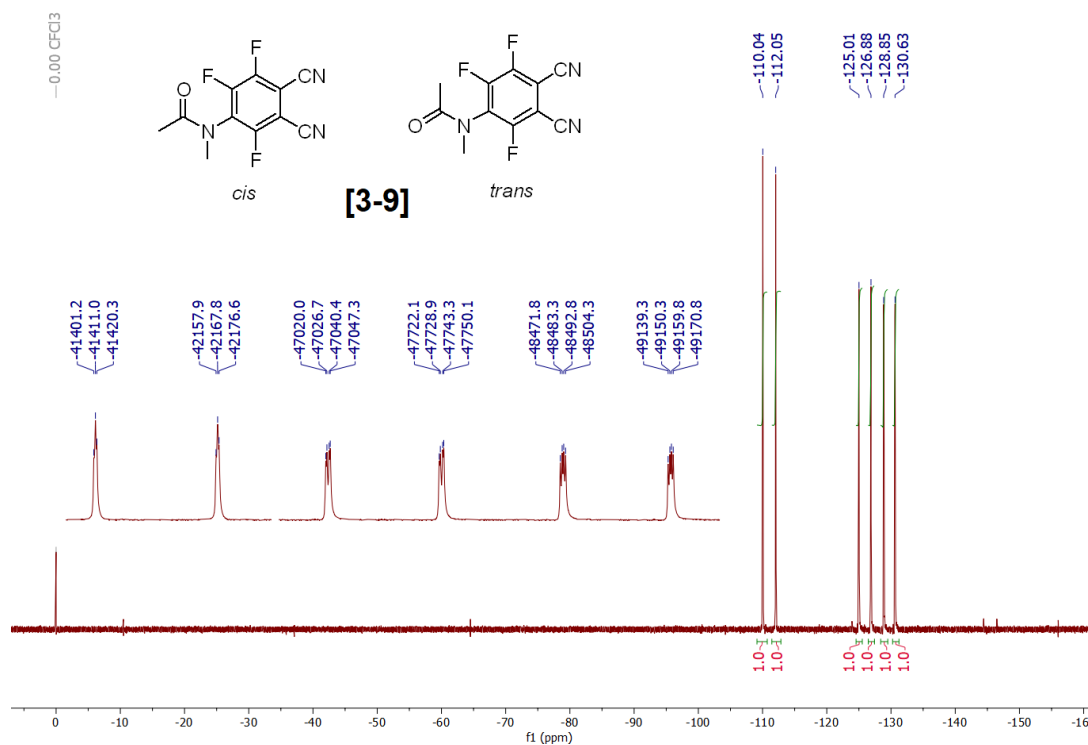 —0.00 CFCl3
F
F
CN
CN
F
O
N
cis
F
F
CN
CN
F
O
N
trans
[3-9]
-110.04
-112.05
-125.01
-126.88
-128.85
-130.63
-41401.2
-41411.0
-41420.3
-42157.9
-42167.8
-42176.6
-47020.0
-47026.7
-47040.4
-47047.3
-47722.1
-47728.9
-47743.3
-47750.1
-48471.8
-48483.3
-48492.8
-48504.3
-49139.3
-49150.3
-49159.8
-49170.8
1.0
1.0
1.0
1.0
1.0
1.0
0 -10 -20 -30 -40 -50 -60 -70 -80 -90 -100 -110 -120 -130 -140 -150 -16
f1 (ppm)